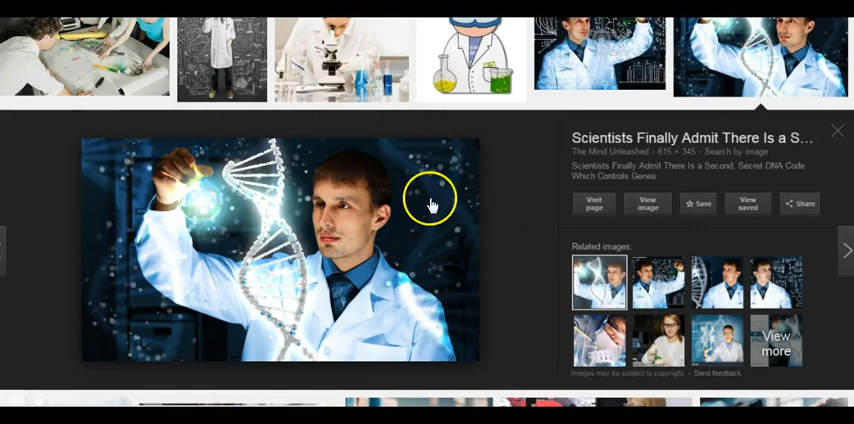 Scientists Finally Admit There Is a S...
The Mind Unleashed - 615 × 345 - Search by image
Scientists Finally Admit There Is a Second, Secret DNA Code
Which Controls Genes
Visit
page
View
image
Save
View
saved
Share
Related images:
View
more
Images may be subject to copyright. - Send feedback